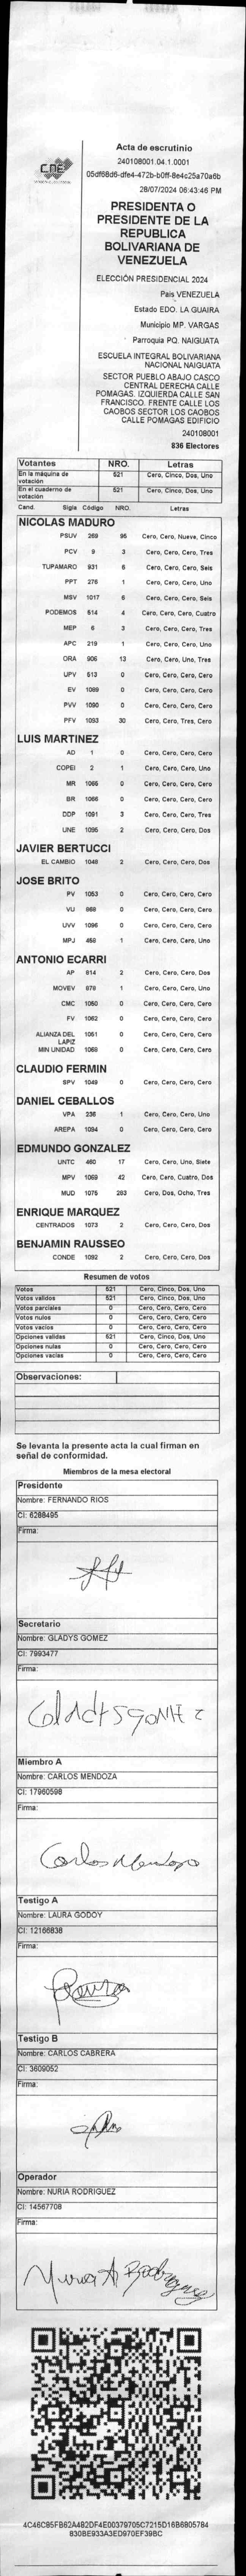 CNE
Acta de escrutinio
240108001.04.1.0001
05df68d6-dfe4-472b-b0ff-8e4c25a70a6b
28/07/2024 06:43:46 PM
PRESIDENTA O
PRESIDENTE DE LA
REPUBLICA
BOLIVARIANA DE
VENEZUELA
ELECCIÓN PRESIDENCIAL 2024
Pais VENEZUELA
Estado EDO. LA GUAIRA
Municipio MP. VARGAS
Parroquia PQ. NAIGUATA
ESCUELA INTEGRAL BOLIVARIANA
NACIONAL NAIGUATA
SECTOR PUEBLO ABAJO CASCO
CENTRAL DERECHA CALLE
POMAGAS. IZQUIERDA CALLE SAN
FRANCISCO. FRENTE CALLE LOS
CAOBOS SECTOR LOS CAOBOS
CALLE POMAGAS EDIFICIO
240108001
836 Electores
Votantes NRO. Letras
En la máquina de votación 521 Cero, Cinco, Dos, Uno
En el cuaderno de votación 521 Cero, Cinco, Dos, Uno
Cand. Sigla Código NRO. Letras
NICOLAS MADURO
PSUV 269 95 Cero, Cero, Nueve, Cinco
PCV 9 3 Cero, Cero, Cero, Tres
TUPAMARO 931 6 Cero, Cero, Cero, Seis
PPT 276 1 Cero, Cero, Cero, Uno
MSV 1017 6 Cero, Cero, Cero, Seis
PODEMOS 514 4 Cero, Cero, Cero, Cuatro
MEP 6 3 Cero, Cero, Cero, Tres
APC 219 1 Cero, Cero, Cero, Uno
ORA 906 13 Cero, Cero, Uno, Tres
UPV 513 0 Cero, Cero, Cero, Cero
EV 1089 0 Cero, Cero, Cero, Cero
PVV 1090 0 Cero, Cero, Cero, Cero
PFV 1093 30 Cero, Cero, Tres, Cero
LUIS MARTINEZ
AD 1 0 Cero, Cero, Cero, Cero
COPEI 2 1 Cero, Cero, Cero, Uno
MR 1066 0 Cero, Cero, Cero, Cero
BR 0 Cero, Cero, Cero, Cero
DDP 1091 3 Cero, Cero, Cero, Tres
UNE 1095 2 Cero, Cero, Cero, Dos
JAVIER BERTUCCI
EL CAMBIO 1048 2 Cero, Cero, Cero, Dos
JOSE BRITO
PV 1053 0 Cero, Cero, Cero, Cero
VU 968 0 Cero, Cero, Cero, Cero
UVV 1096 0 Cero, Cero, Cero, Cero
MPJ 459 1 Cero, Cero, Cero, Uno
ANTONIO ECARRI
AP 814 2 Cero, Cero, Cero, Dos
MOVEV 878 1 Cero, Cero, Cero, Uno
CMC 1050 0 Cero, Cero, Cero, Cero
FV 1062 0 Cero, Cero, Cero, Cero
ALIANZA DEL LAPIZ 1051 0 Cero, Cero, Cero, Cero
MIN UNIDAD 1068 0 Cero, Cero, Cero, Cero
CLAUDIO FERMIN
SPV 1049 0 Cero, Cero, Cero, Cero
DANIEL CEBALLOS
VPA 236 1 Cero, Cero, Cero, Uno
AREPA 1094 0 Cero, Cero, Cero, Cero
EDMUNDO GONZALEZ
UNTC 460 17 Cero, Cero, Uno, Siete
MPV 1069 42 Cero, Cero, Cuatro, Dos
MUD 1075 283 Cero, Dos, Ocho, Tres
ENRIQUE MARQUEZ
CENTRADOS 1073 2 Cero, Cero, Cero, Dos
BENJAMIN RAUSSEO
CONDE 1092 2 Cero, Cero, Cero, Dos
Resumen de votos
Votos 521 Cero, Cinco, Dos, Uno
Votos validos 521 Cero, Cinco, Dos, Uno
Votos parciales 0 Cero, Cero, Cero, Cero
Votos nulos 0 Cero, Cero, Cero, Cero
Votos vacios 0 Cero, Cero, Cero, Cero
Opciones validas 521 Cero, Cinco, Dos, Uno
Opciones nulas 0 Cero, Cero, Cero, Cero
Opciones vacias 0 Cero, Cero, Cero, Cero
Observaciones:
Se levanta la presente acta la cual firman en
señal de conformidad.
Miembros de la mesa electoral
Presidente
Nombre: FERNANDO RIOS
CI: 6288495
Firma:
Secretario
Nombre: GLADYS GOMEZ
CI: 7993477
Firma:
Gladys Gomez
Miembro A
Nombre: CARLOS MENDOZA
CI: 17960598
Firma:
Carlos Mendoza
Testigo A
Nombre: LAURA GODOY
CI: 12166838
Firma:
Laura
Testigo B
Nombre: CARLOS CABRERA
CI: 3609052
Firma:
Operador
Nombre: NURIA RODRIGUEZ
CI: 14567708
Firma:
Nuria A Rodriguez
4C46C85FB62A482DF4E00379705C7215D16B6805784
830BE933A3ED970EF39BC